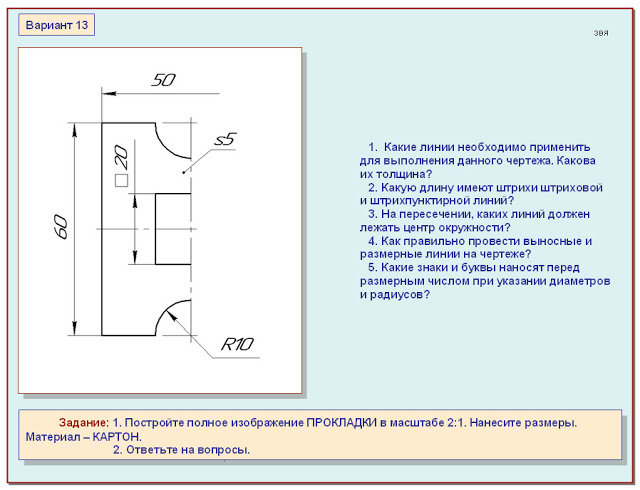 Вариант 13
звя
50
s5
□ 20
60
R10
1. Какие линии необходимо применить
для выполнения данного чертежа. Какова
их толщина?
2. Какую длину имеют штрихи штриховой
и штрихпунктирной линий?
3. На пересечении, каких линий должен
лежать центр окружности?
4. Как правильно провести выносные и
размерные линии на чертеже?
5. Какие знаки и буквы наносят перед
размерным числом при указании диаметров
и радиусов?
Задание: 1. Постройте полное изображение ПРОКЛАДКИ в масштабе 2:1. Нанесите размеры.
Материал – КАРТОН.
2. Ответьте на вопросы.